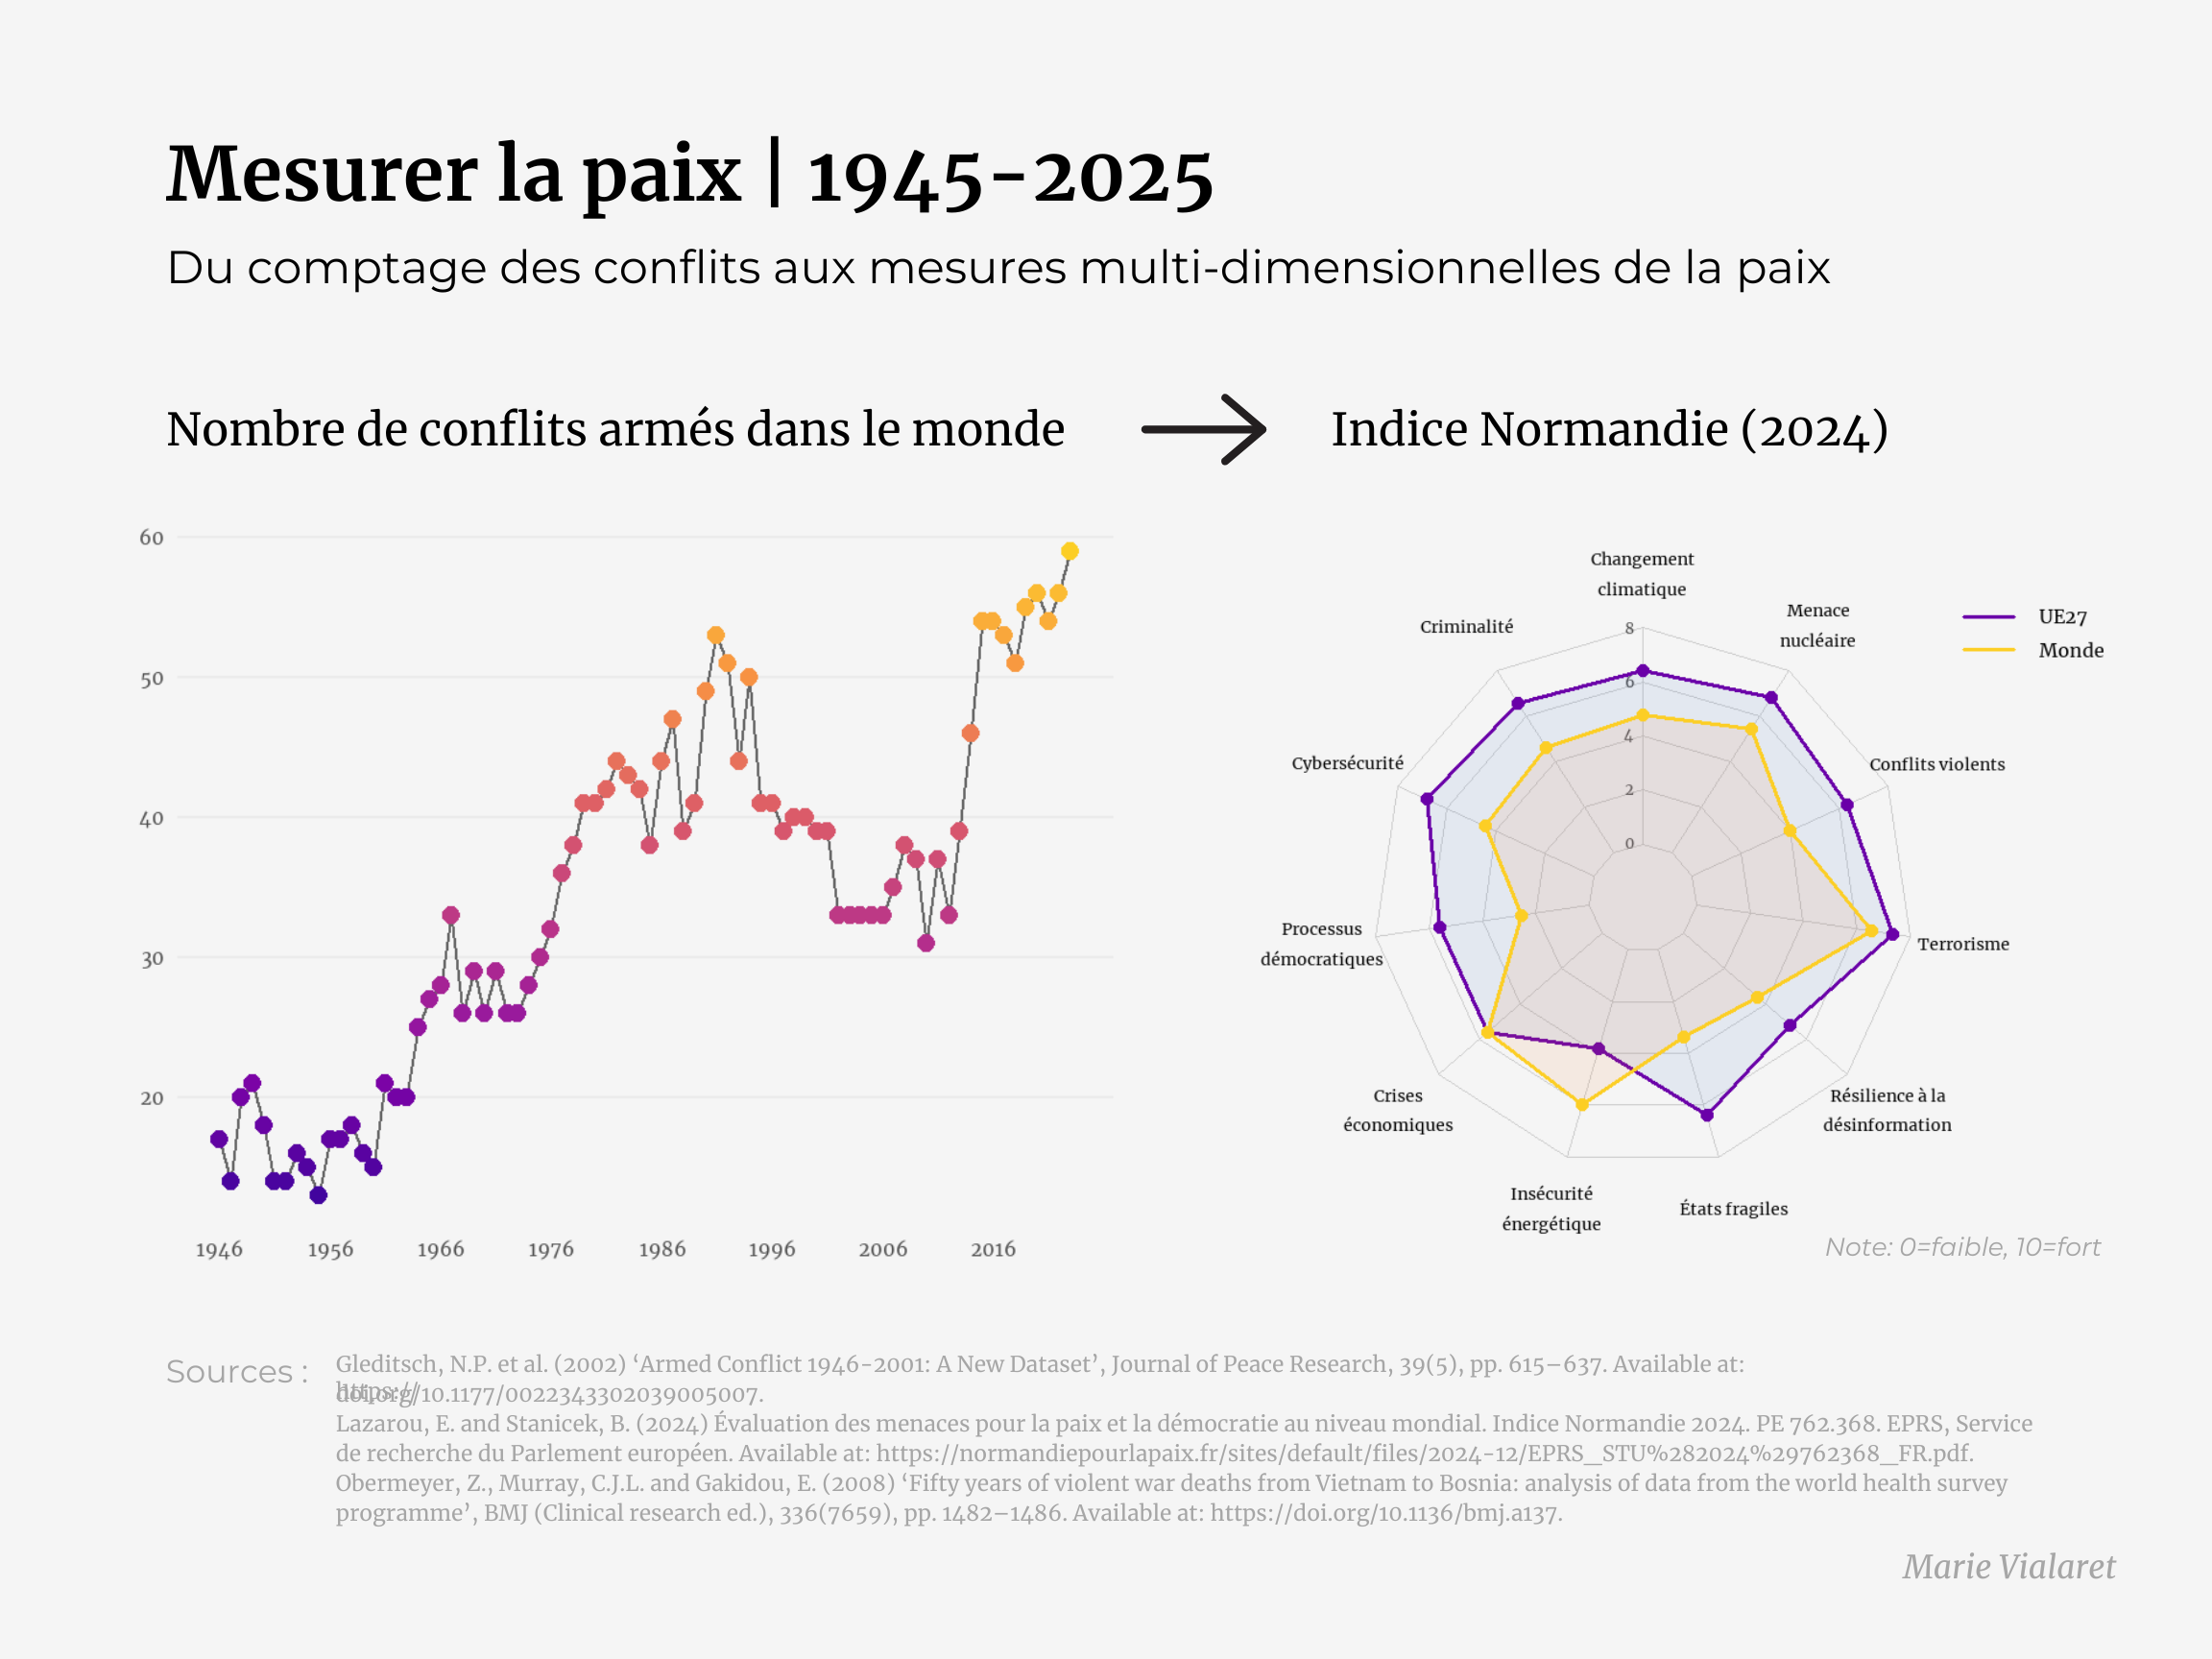 Mesurer la paix | 1945-2025
Du comptage des conflits aux mesures multi-dimensionnelles de la paix
Nombre de conflits armés dans le monde
Indice Normandie (2024)
60
50
40
30
20
1946 1956 1966 1976 1986 1996 2006 2016
Changement
climatique
Menace
nucléaire
Conflits violents
Terrorisme
Résilience à la
désinformation
États fragiles
Insécurité
énergétique
Crises
économiques
Processus
démocratiques
Cybersécurité
Criminalité
8
6
4
2
0
UE27
Monde
Note: 0=faible, 10=fort
Sources :
Gleditsch, N.P. et al. (2002) ‘Armed Conflict 1946-2001: A New Dataset’, Journal of Peace Research, 39(5), pp. 615–637. Available at:
https://
doi.org/10.1177/0022343302039005007.
Lazarou, E. and Stanicek, B. (2024) Évaluation des menaces pour la paix et la démocratie au niveau mondial. Indice Normandie 2024. PE 762.368. EPRS, Service
de recherche du Parlement européen. Available at: https://normandiepourlapaix.fr/sites/default/files/2024-12/EPRS_STU%282024%29762368_FR.pdf.
Obermeyer, Z., Murray, C.J.L. and Gakidou, E. (2008) ‘Fifty years of violent war deaths from Vietnam to Bosnia: analysis of data from the world health survey
programme’, BMJ (Clinical research ed.), 336(7659), pp. 1482–1486. Available at: https://doi.org/10.1136/bmj.a137.
Marie Vialaret